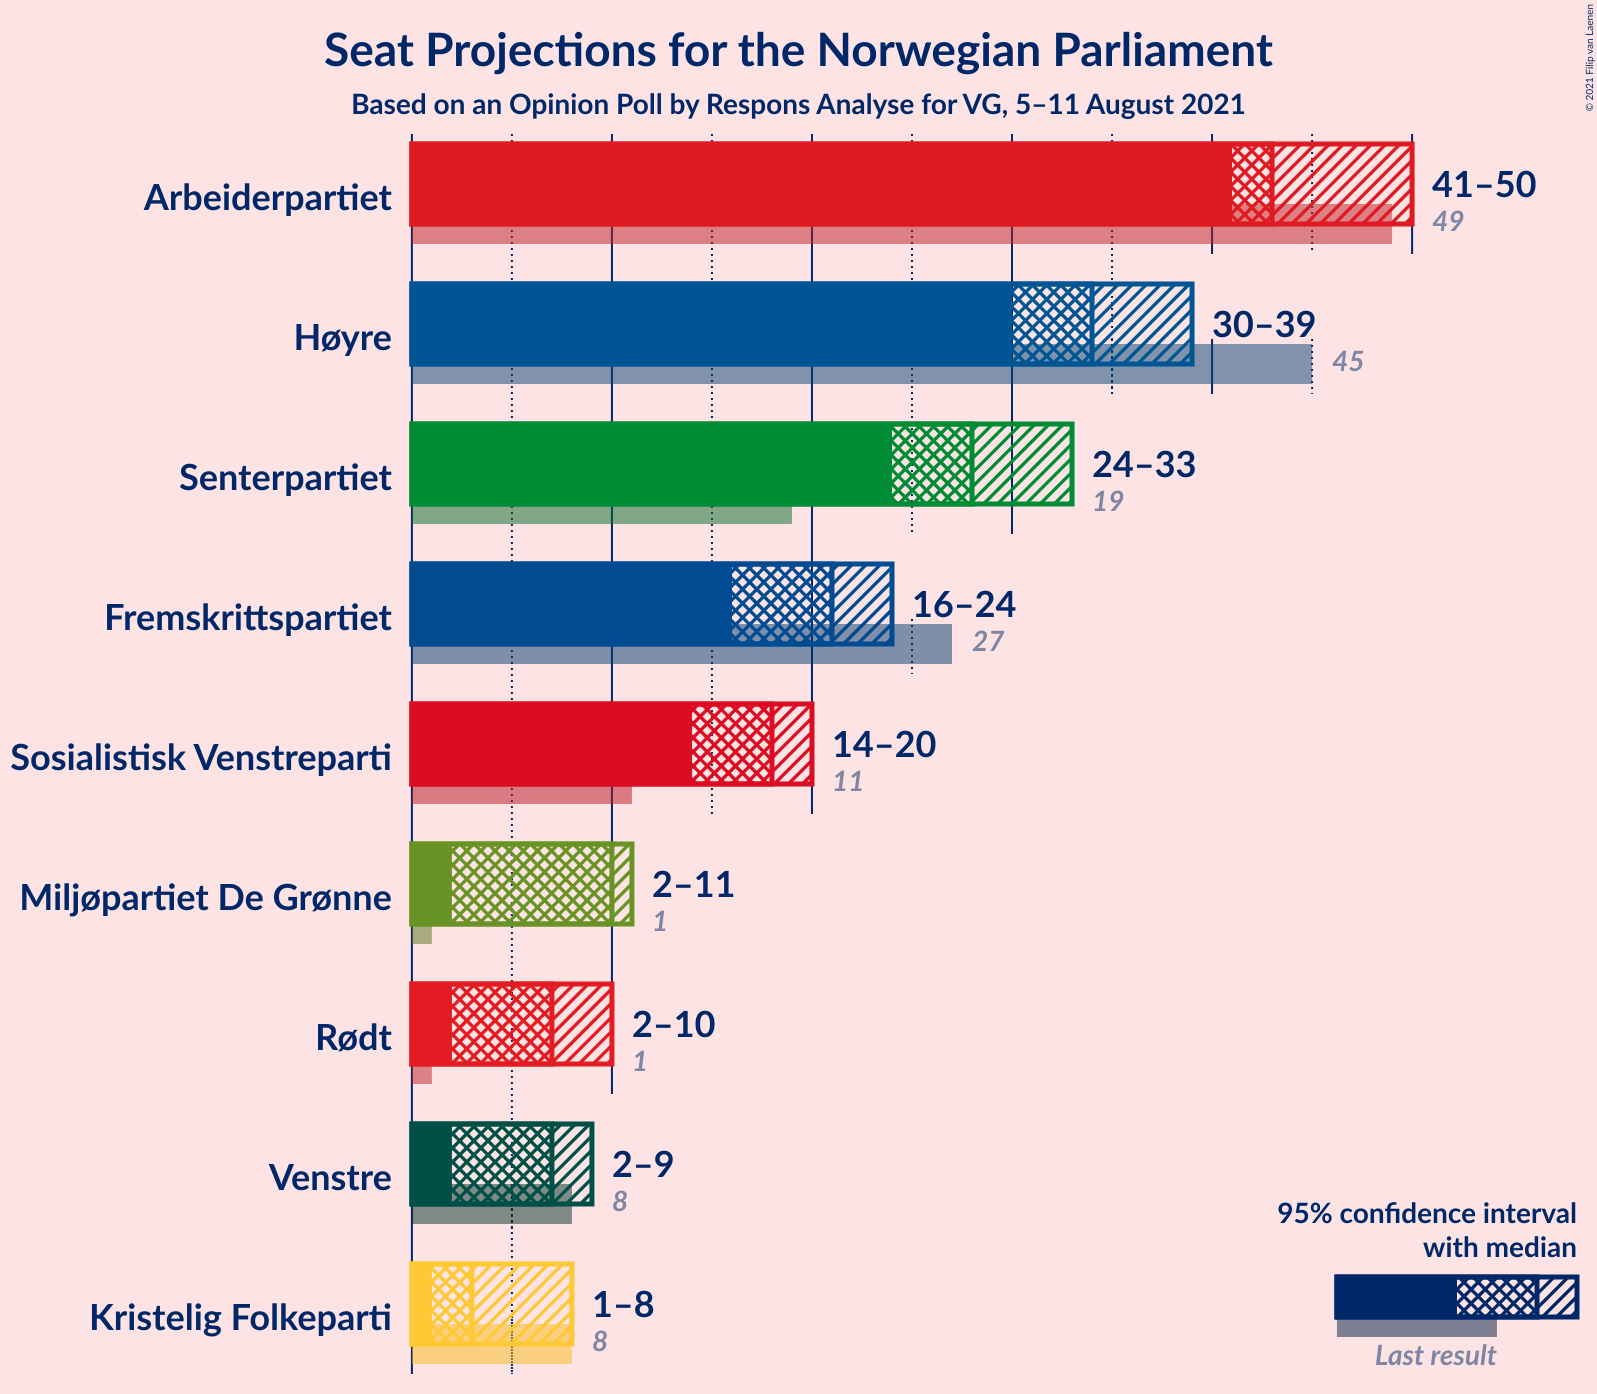 Seat Projections for the Norwegian Parliament
Based on an Opinion Poll by Respons Analyse for VG, 5–11 August 2021
© 2021 Filip van Laenen
Arbeiderpartiet
41–50
49
Høyre
30–39
45
Senterpartiet
24–33
19
Fremskrittspartiet
16–24
27
Sosialistisk Venstreparti
14–20
11
Miljøpartiet De Grønne
2–11
1
Rødt
2–10
1
Venstre
2–9
8
Kristelig Folkeparti
1–8
8
95% confidence interval
with median
Last result